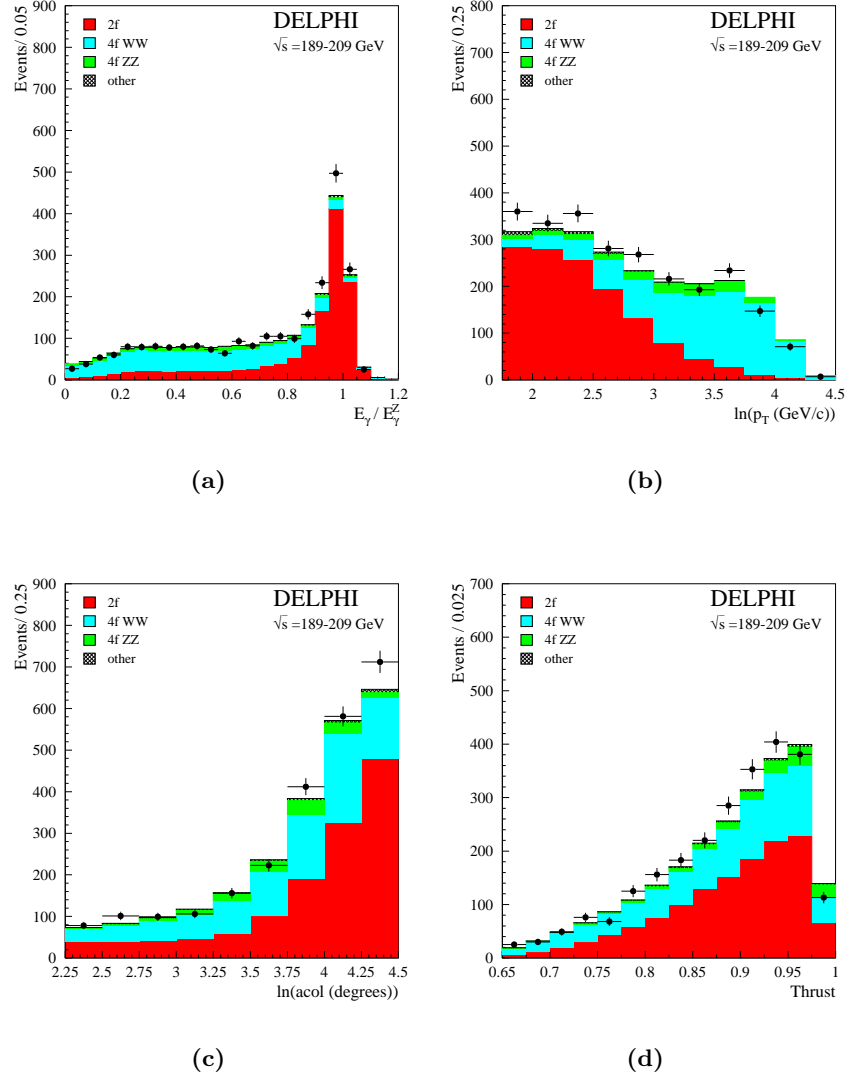 DELPHI
√s =189-209 GeV
2f
4f WW
4f ZZ
other
Events/ 0.05
0
100
200
300
400
500
600
700
800
900
0 0.2 0.4 0.6 0.8 1 1.2
E_γ / E_γ^Z
(a)
DELPHI
√s =189-209 GeV
2f
4f WW
4f ZZ
other
Events/ 0.25
0
100
200
300
400
500
600
700
800
2 2.5 3 3.5 4 4.5
ln(p_T (GeV/c))
(b)
DELPHI
√s =189-209 GeV
2f
4f WW
4f ZZ
other
Events/ 0.25
0
100
200
300
400
500
600
700
800
900
2.25 2.5 2.75 3 3.25 3.5 3.75 4 4.25 4.5
ln(acol (degrees))
(c)
DELPHI
√s =189-209 GeV
2f
4f WW
4f ZZ
other
Events / 0.025
0
100
200
300
400
500
600
700
0.65 0.7 0.75 0.8 0.85 0.9 0.95 1
Thrust
(d)